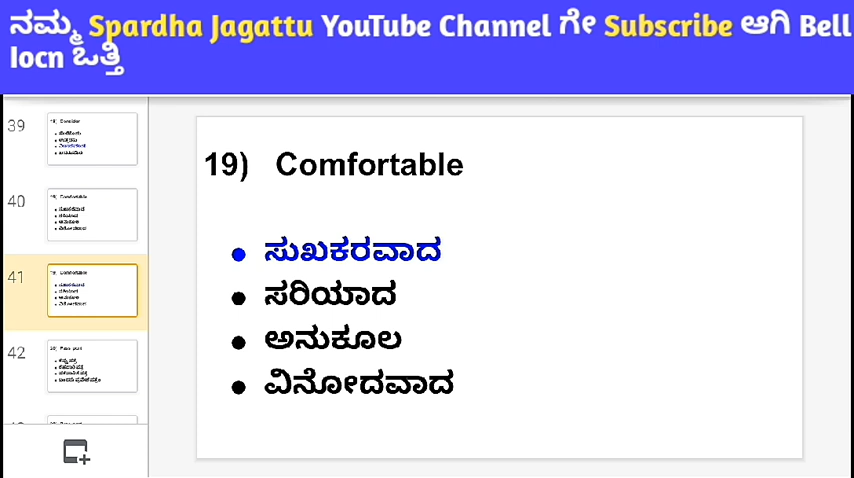 ನಮ್ಮ Spardha Jagattu YouTube Channel ಗೇ Subscribe ಆಗಿ Bell
Iocn ಒತ್ತಿ
39
40
41
42
19) Comfortable
ಸುಖಕರವಾದ
ಸರಿಯಾದ
ಅನುಕೂಲ
ವಿನೋದವಾದ